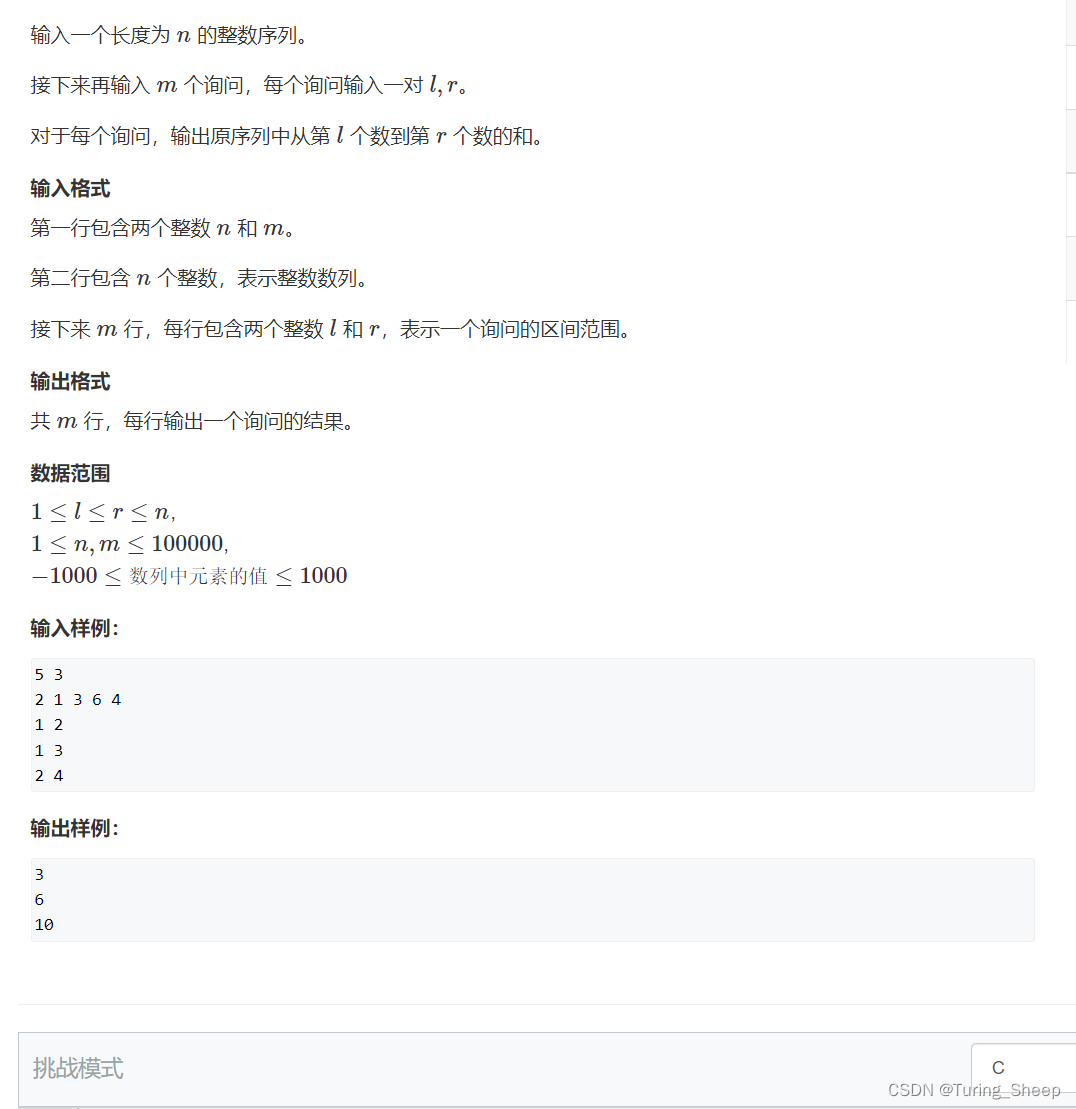 输入一个长度为 n 的整数序列。
接下来再输入 m 个询问，每个询问输入一对 l, r。
对于每个询问，输出原序列中从第 l 个数到第 r 个数的和。
输入格式
第一行包含两个整数 n 和 m。
第二行包含 n 个整数，表示整数数列。
接下来 m 行，每行包含两个整数 l 和 r，表示一个询问的区间范围。
输出格式
共 m 行，每行输出一个询问的结果。
数据范围
1 ≤ l ≤ r ≤ n,
1 ≤ n, m ≤ 100000,
−1000 ≤ 数列中元素的值 ≤ 1000
输入样例：
5 3
2 1 3 6 4
1 2
1 3
2 4
输出样例：
3
6
10
挑战模式
C
CSDN @Turing_Sheep